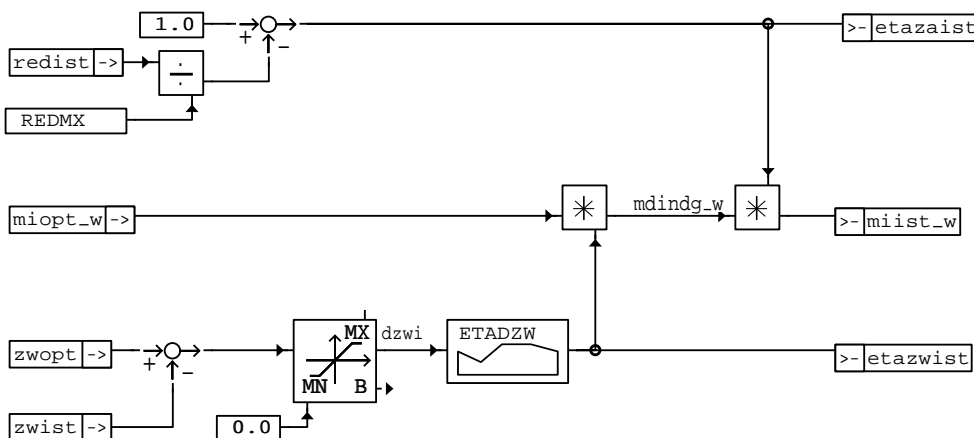 1.0
+
−
>- etazaist
redist ->
÷
REDMX
miopt_w ->
*
mdindg_w
*
>- miist_w
MX
dzwi
ETADZW
zwopt ->
+
−
MN
B
>- etazwist
zwist ->
0.0